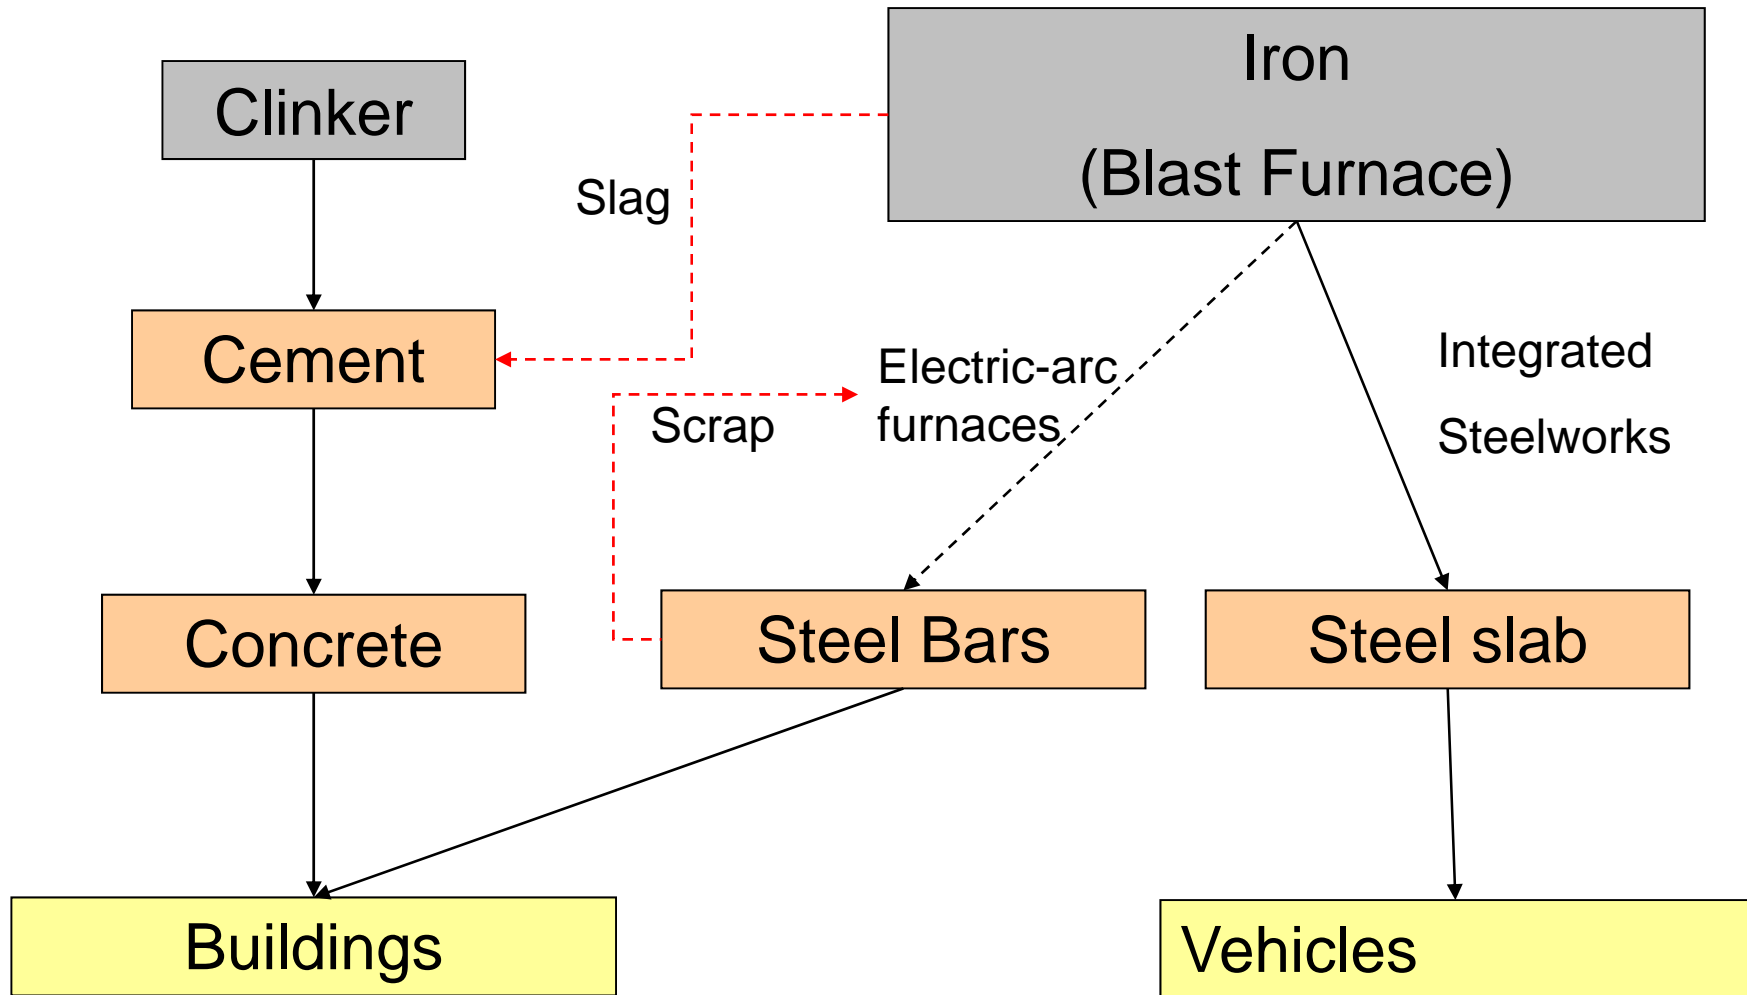 Iron
(Blast Furnace)
Clinker
Slag
Cement
Electric-arc
furnaces
Scrap
Integrated
Steelworks
Concrete
Steel Bars
Steel slab
Buildings
Vehicles